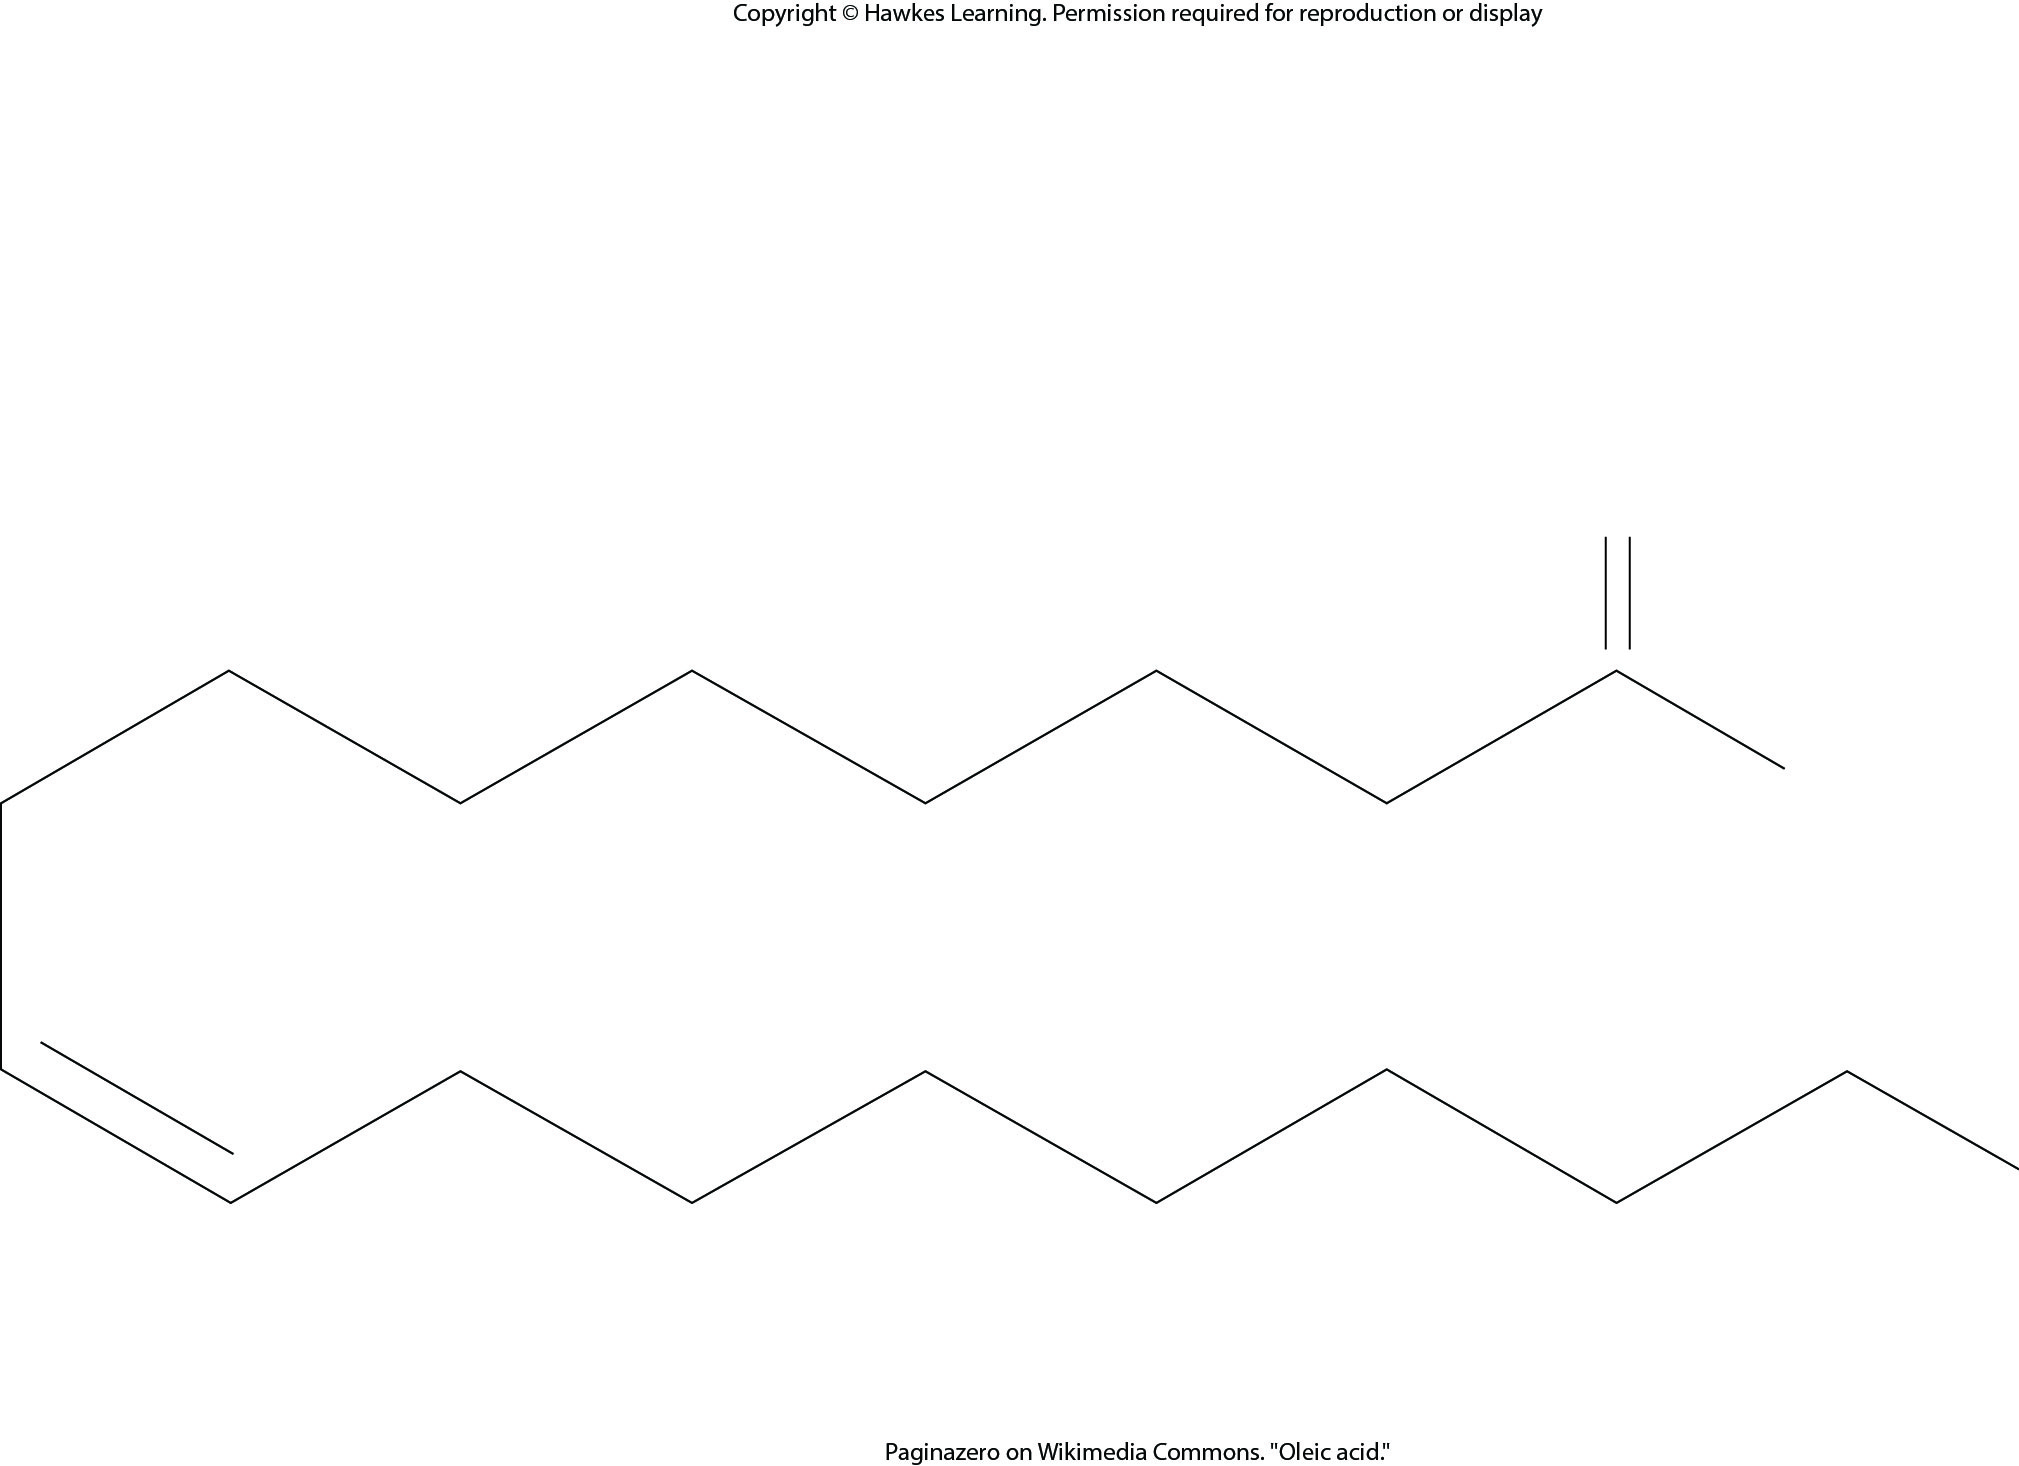 Copyright © Hawkes Learning. Permission required for reproduction or display
Paginazero on Wikimedia Commons. "Oleic acid."